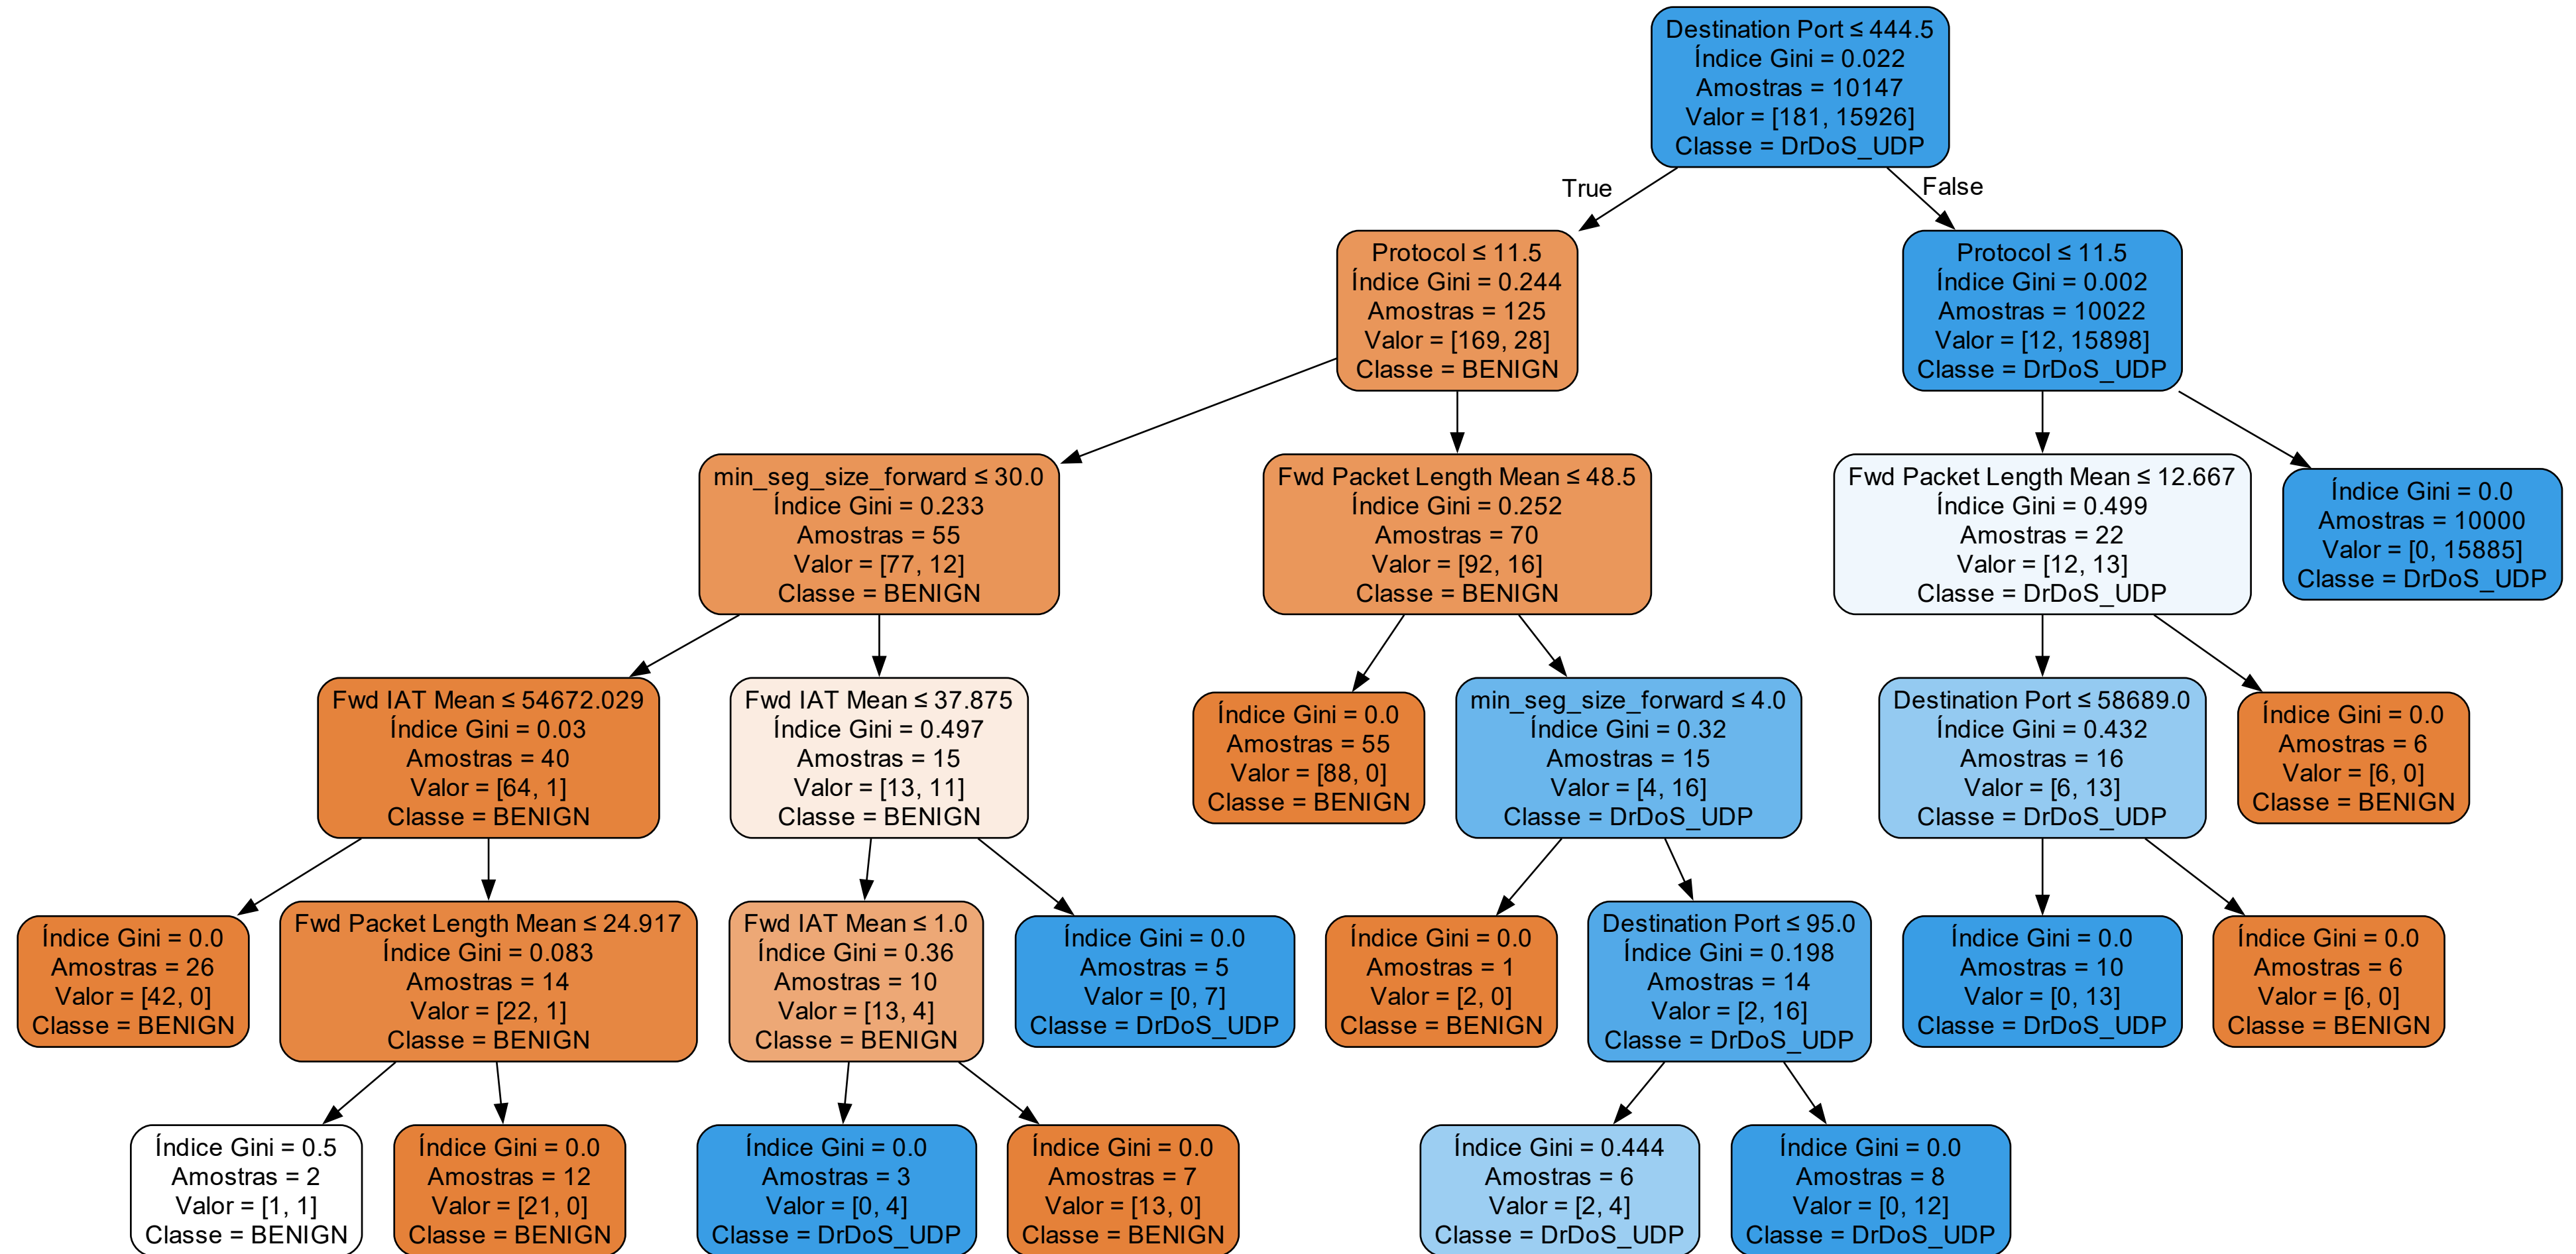 Destination Port ≤ 444.5
Índice Gini = 0.022
Amostras = 10147
Valor = [181, 15926]
Classe = DrDoS_UDP
True
False
Protocol ≤ 11.5
Índice Gini = 0.244
Amostras = 125
Valor = [169, 28]
Classe = BENIGN
Protocol ≤ 11.5
Índice Gini = 0.002
Amostras = 10022
Valor = [12, 15898]
Classe = DrDoS_UDP
min_seg_size_forward ≤ 30.0
Índice Gini = 0.233
Amostras = 55
Valor = [77, 12]
Classe = BENIGN
Fwd Packet Length Mean ≤ 48.5
Índice Gini = 0.252
Amostras = 70
Valor = [92, 16]
Classe = BENIGN
Fwd Packet Length Mean ≤ 12.667
Índice Gini = 0.499
Amostras = 22
Valor = [12, 13]
Classe = DrDoS_UDP
Índice Gini = 0.0
Amostras = 10000
Valor = [0, 15885]
Classe = DrDoS_UDP
Fwd IAT Mean ≤ 54672.029
Índice Gini = 0.03
Amostras = 40
Valor = [64, 1]
Classe = BENIGN
Fwd IAT Mean ≤ 37.875
Índice Gini = 0.497
Amostras = 15
Valor = [13, 11]
Classe = BENIGN
Índice Gini = 0.0
Amostras = 55
Valor = [88, 0]
Classe = BENIGN
min_seg_size_forward ≤ 4.0
Índice Gini = 0.32
Amostras = 15
Valor = [4, 16]
Classe = DrDoS_UDP
Destination Port ≤ 58689.0
Índice Gini = 0.432
Amostras = 16
Valor = [6, 13]
Classe = DrDoS_UDP
Índice Gini = 0.0
Amostras = 6
Valor = [6, 0]
Classe = BENIGN
Índice Gini = 0.0
Amostras = 26
Valor = [42, 0]
Classe = BENIGN
Fwd Packet Length Mean ≤ 24.917
Índice Gini = 0.083
Amostras = 14
Valor = [22, 1]
Classe = BENIGN
Fwd IAT Mean ≤ 1.0
Índice Gini = 0.36
Amostras = 10
Valor = [13, 4]
Classe = BENIGN
Índice Gini = 0.0
Amostras = 5
Valor = [0, 7]
Classe = DrDoS_UDP
Índice Gini = 0.0
Amostras = 1
Valor = [2, 0]
Classe = BENIGN
Destination Port ≤ 95.0
Índice Gini = 0.198
Amostras = 14
Valor = [2, 16]
Classe = DrDoS_UDP
Índice Gini = 0.0
Amostras = 10
Valor = [0, 13]
Classe = DrDoS_UDP
Índice Gini = 0.0
Amostras = 6
Valor = [6, 0]
Classe = BENIGN
Índice Gini = 0.5
Amostras = 2
Valor = [1, 1]
Classe = BENIGN
Índice Gini = 0.0
Amostras = 12
Valor = [21, 0]
Classe = BENIGN
Índice Gini = 0.0
Amostras = 3
Valor = [0, 4]
Classe = DrDoS_UDP
Índice Gini = 0.0
Amostras = 7
Valor = [13, 0]
Classe = BENIGN
Índice Gini = 0.444
Amostras = 6
Valor = [2, 4]
Classe = DrDoS_UDP
Índice Gini = 0.0
Amostras = 8
Valor = [0, 12]
Classe = DrDoS_UDP